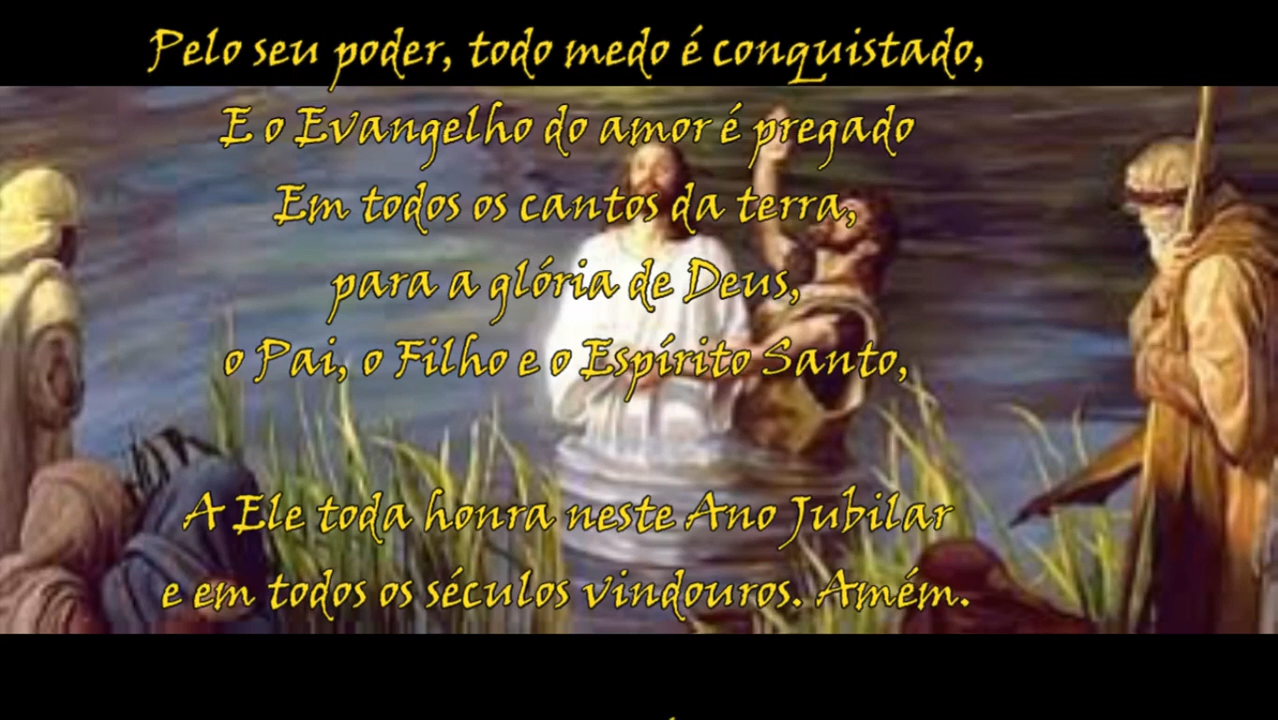 Pelo seu poder, todo medo é conquistado,
E o Evangelho do amor é pregado
Em todos os cantos da terra,
para a glória de Deus,
o Pai, o Filho e o Espírito Santo,
A Ele toda honra neste Ano Jubilar
e em todos os séculos vindouros. Amém.